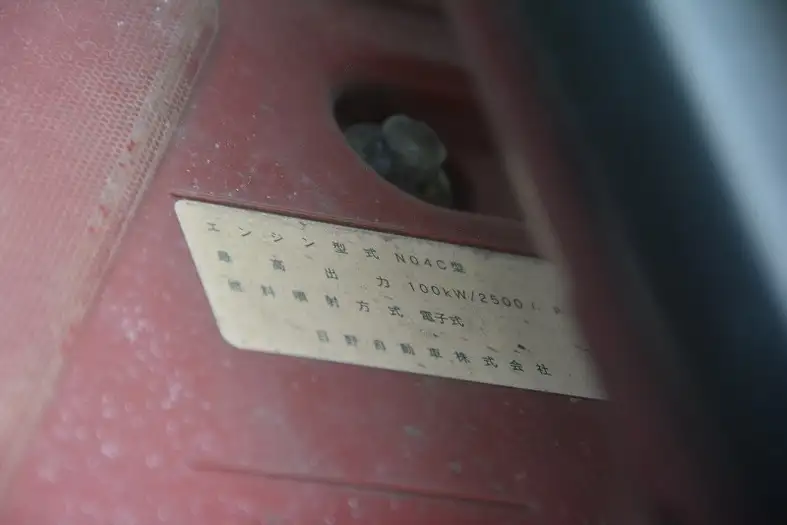 エンジン型式 N04C型
最高出力 100kW/2500r.
燃料噴射方式 電子式
日野自動車株式会社